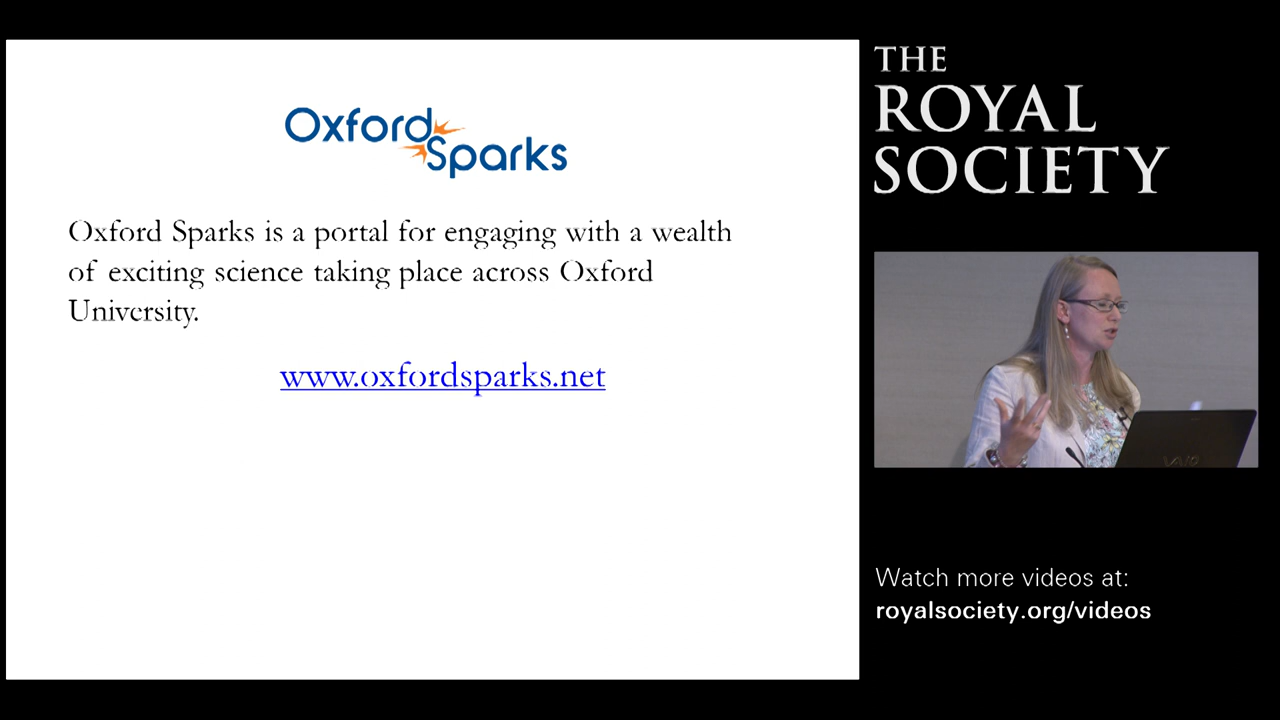 Oxford
Sparks
Oxford Sparks is a portal for engaging with a wealth
of exciting science taking place across Oxford
University.
www.oxfordsparks.net
THE
ROYAL
SOCIETY
VAIO
Watch more videos at:
royalsociety.org/videos